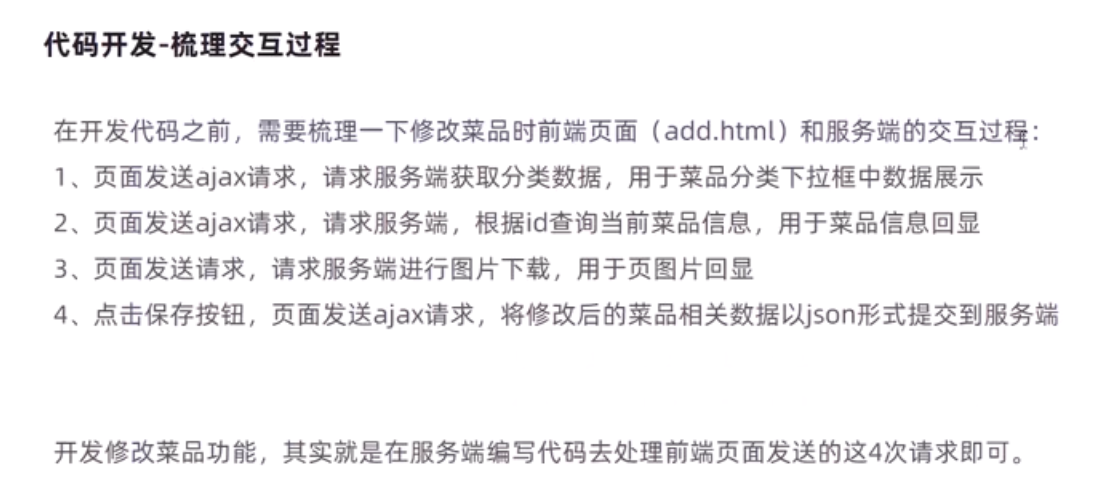 代码开发-梳理交互过程
在开发代码之前，需要梳理一下修改菜品时前端页面（add.html）和服务端的交互过程：
1、页面发送ajax请求，请求服务端获取分类数据，用于菜品分类下拉框中数据展示
2、页面发送ajax请求，请求服务端，根据id查询当前菜品信息，用于菜品信息回显
3、页面发送请求，请求服务端进行图片下载，用于页图片回显
4、点击保存按钮，页面发送ajax请求，将修改后的菜品相关数据以json形式提交到服务端
开发修改菜品功能，其实就是在服务端编写代码去处理前端页面发送的这4次请求即可。